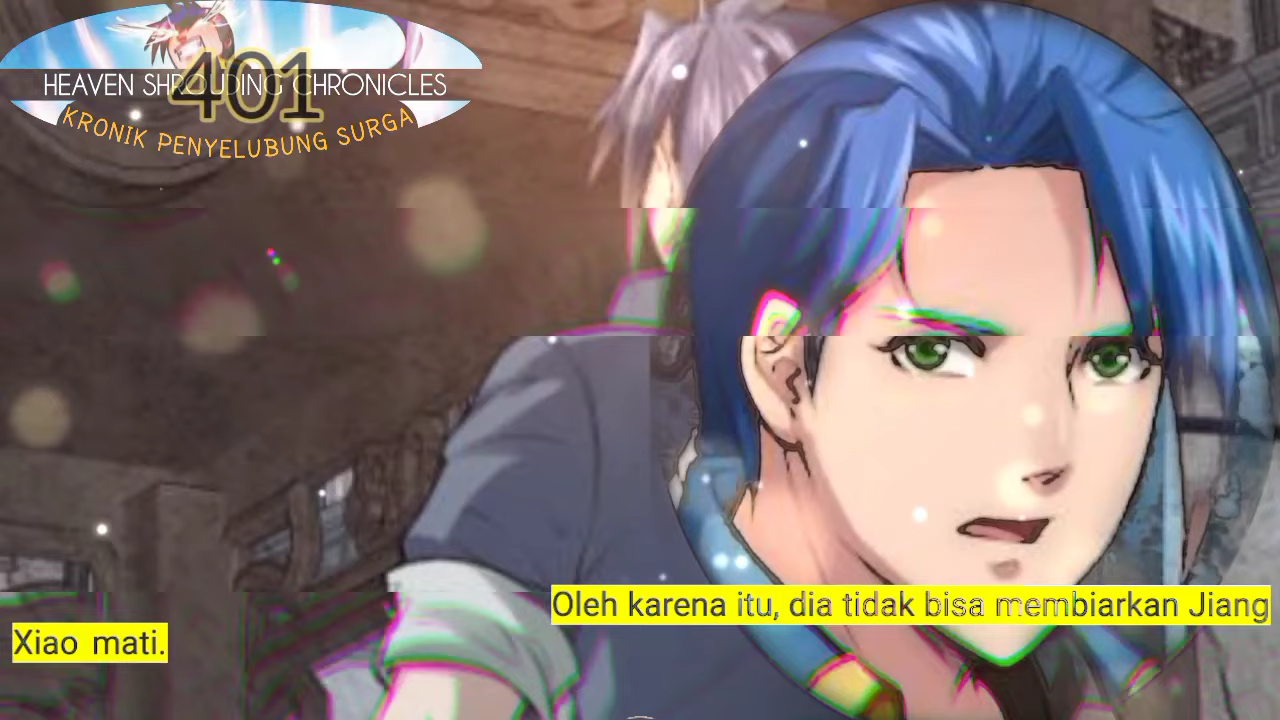 401
HEAVEN SHROUDING CHRONICLES
KRONIK PENYELUBUNG SURGA
Oleh karena itu, dia tidak bisa membiarkan Jiang
Xiao mati.